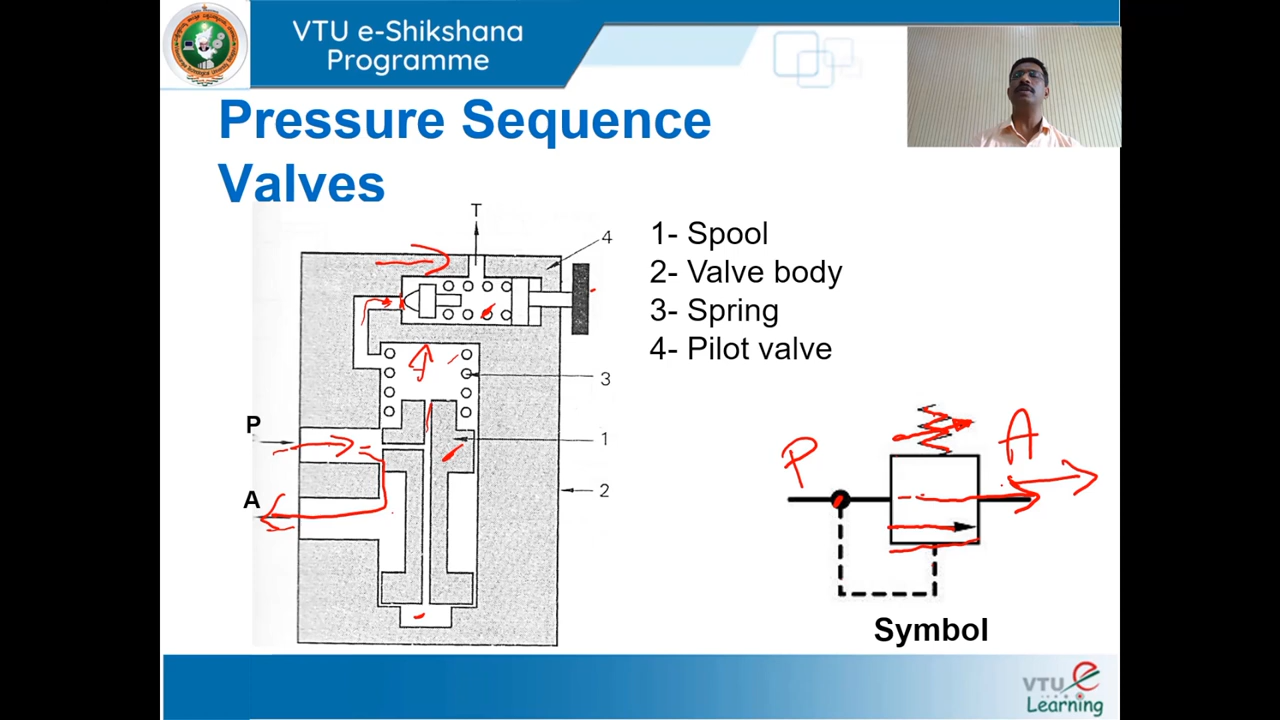 VTU e-Shikshana
Programme
Pressure Sequence
Valves
T
4
3
P
1
A
2
1- Spool
2- Valve body
3- Spring
4- Pilot valve
P
A
Symbol
VTU e
Learning